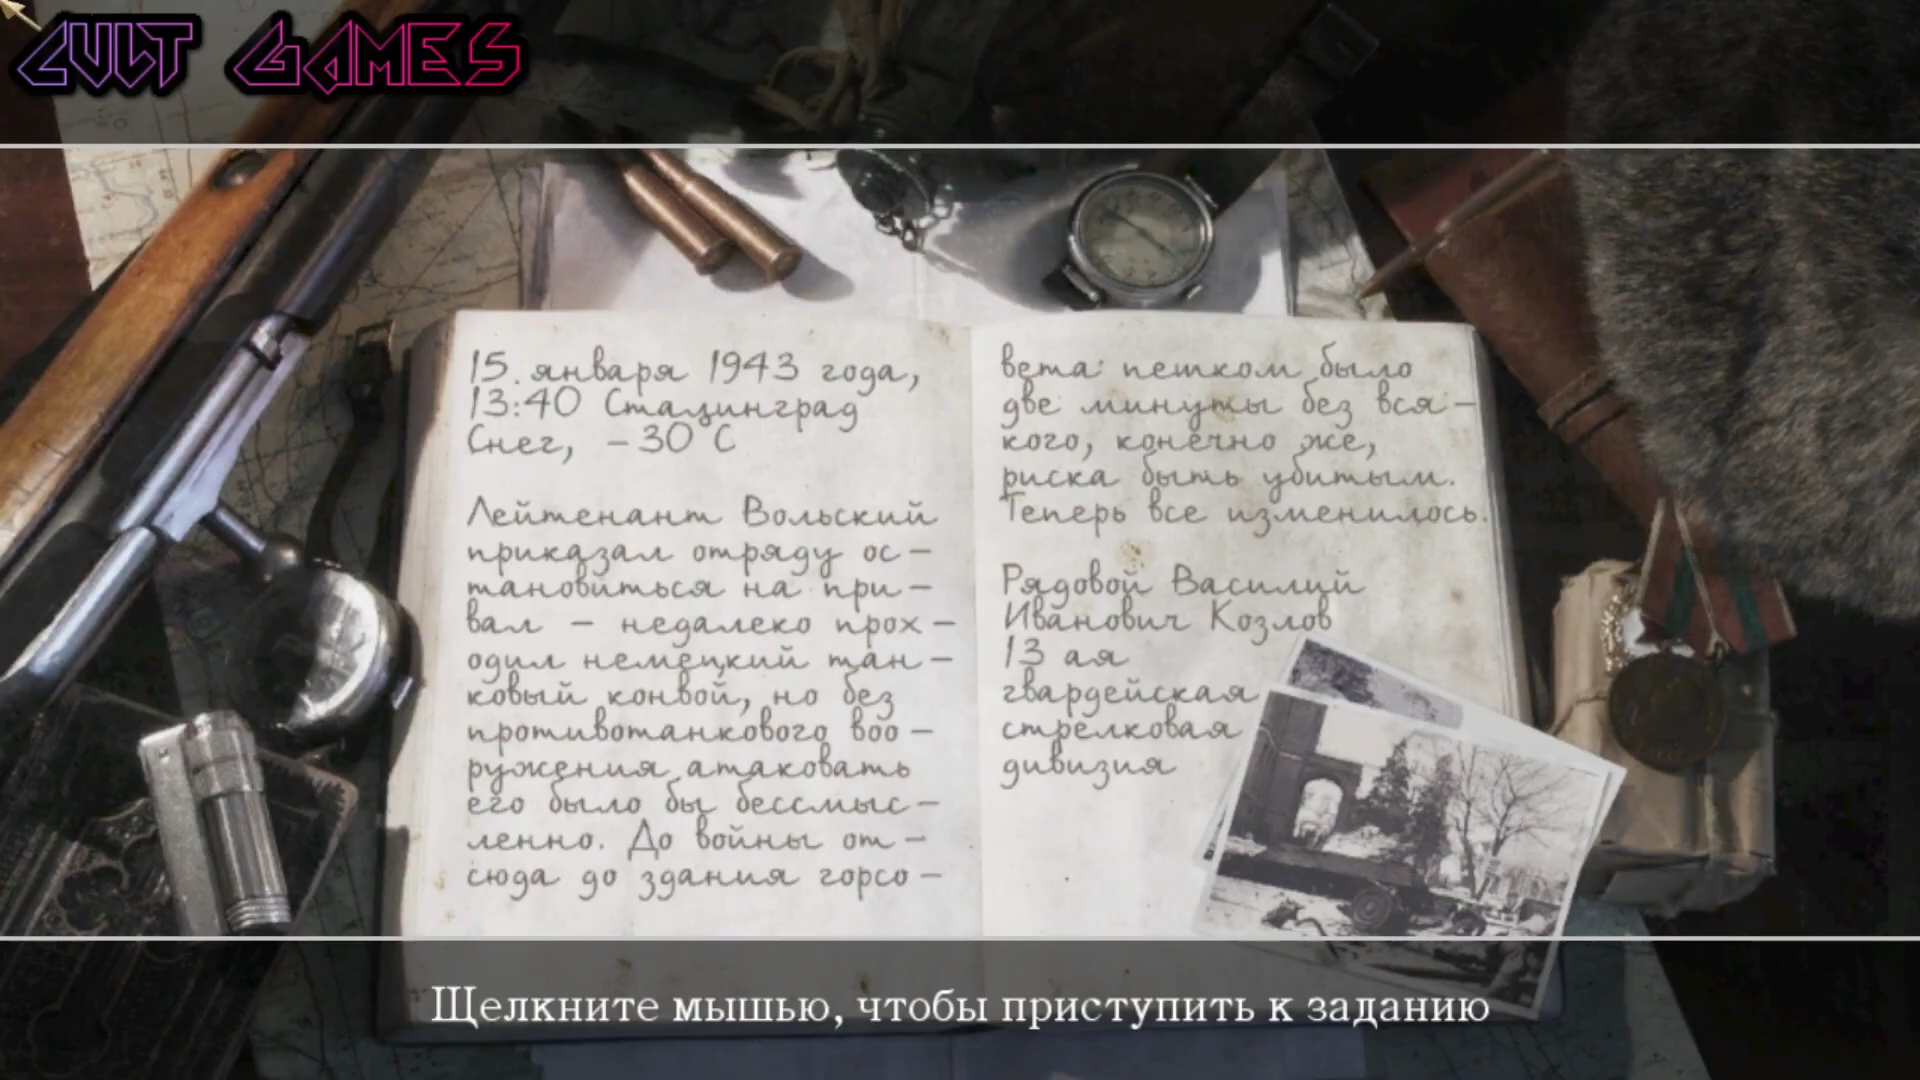 CULT GAMES
15 января 1943 года,
13:40 Сталинград
Снег, -30 С
Лейтенант Вольский
приказал отряду ос-
тановиться на при-
вал - недалеко прох-
одил немецкий тан-
ковый конвой, но без
противотанкового воо-
ружения атаковать
его было бы бессмыс-
ленно. До войны от-
сюда до здания горсо-
вета пешком было
две минуты без вся-
кого, конечно же,
риска быть убитым.
Теперь все изменилось.
Рядовой Василий
Иванович Козлов
13 ая
гвардейская
стрелковая
дивизия
Щелкните мышью, чтобы приступить к заданию